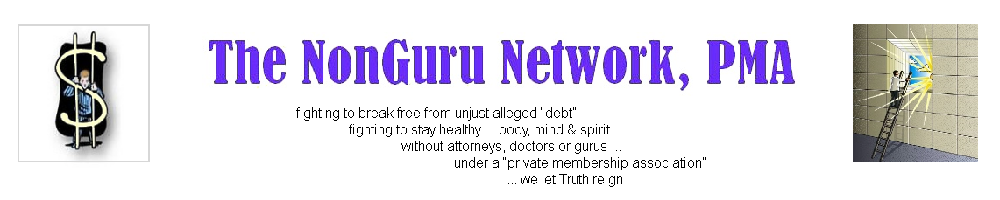 The NonGuru Network, PMA
fighting to break free from unjust alleged "debt"
fighting to stay healthy ... body, mind & spirit
without attorneys, doctors or gurus ...
under a "private membership association"
... we let Truth reign